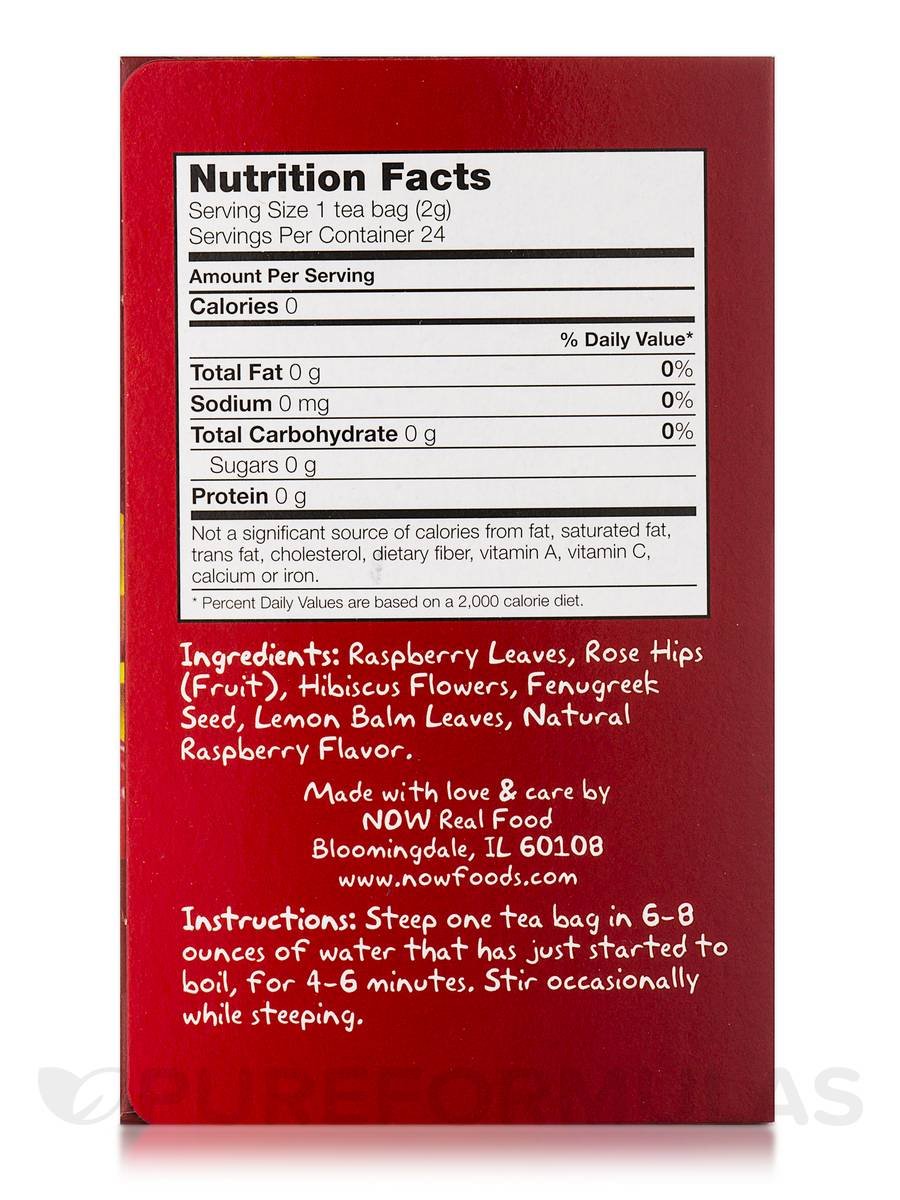 Nutrition Facts
Serving Size 1 tea bag (2g)
Servings Per Container 24
Amount Per Serving
Calories 0
% Daily Value*
Total Fat 0 g 0%
Sodium 0 mg 0%
Total Carbohydrate 0 g 0%
Sugars 0 g
Protein 0 g
Not a significant source of calories from fat, saturated fat,
trans fat, cholesterol, dietary fiber, vitamin A, vitamin C,
calcium or iron.
* Percent Daily Values are based on a 2,000 calorie diet.
Ingredients: Raspberry Leaves, Rose Hips
(Fruit), Hibiscus Flowers, Fenugreek
Seed, Lemon Balm Leaves, Natural
Raspberry Flavor.
Made with love & care by
NOW Real Food
Bloomingdale, IL 60108
www.nowfoods.com
Instructions: Steep one tea bag in 6-8
ounces of water that has just started to
boil, for 4-6 minutes. Stir occasionally
while steeping.
PUREFORMULAS